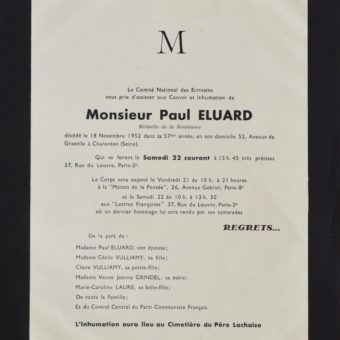 M
Le Comité National des Ecrivains
vous prie d'assister aux Convoi et Inhumation de
Monsieur Paul ELUARD
Médaille de la Résistance
décédé le 18 Novembre 1952 dans sa 57ème année, en son domicile 52, Avenue de
Gravelle à Charenton (Seine).
Qui se feront le Samedi 22 courant à 13 h. 45 très précises
37, Rue du Louvre, Paris-2e
Le Corps sera exposé le Vendredi 21 de 10 h. à 21 heures
à la "Maison de la Pensée", 26, Avenue Gabriel, Paris-8e
et le Samedi 22 de 10 h. à 13 h. 30
aux "Lettres Françaises" 37, Rue du Louvre, Paris-2e
où un dernier hommage lui sera rendu par ses camarades
REGRETS...
De la part de :
Madame Paul ELUARD, son épouse ;
Madame Cécile VULLIAMY, sa fille ;
Claire VULLIAMY, sa petite-fille ;
Madame Veuve Jeanne GRINDEL, sa mère ;
Marie-Caroline LAURE, sa belle-fille ;
De toute la Famille ;
Et du Comité Central du Parti Communiste Français.
L'Inhumation aura lieu au Cimetière du Père Lachaise